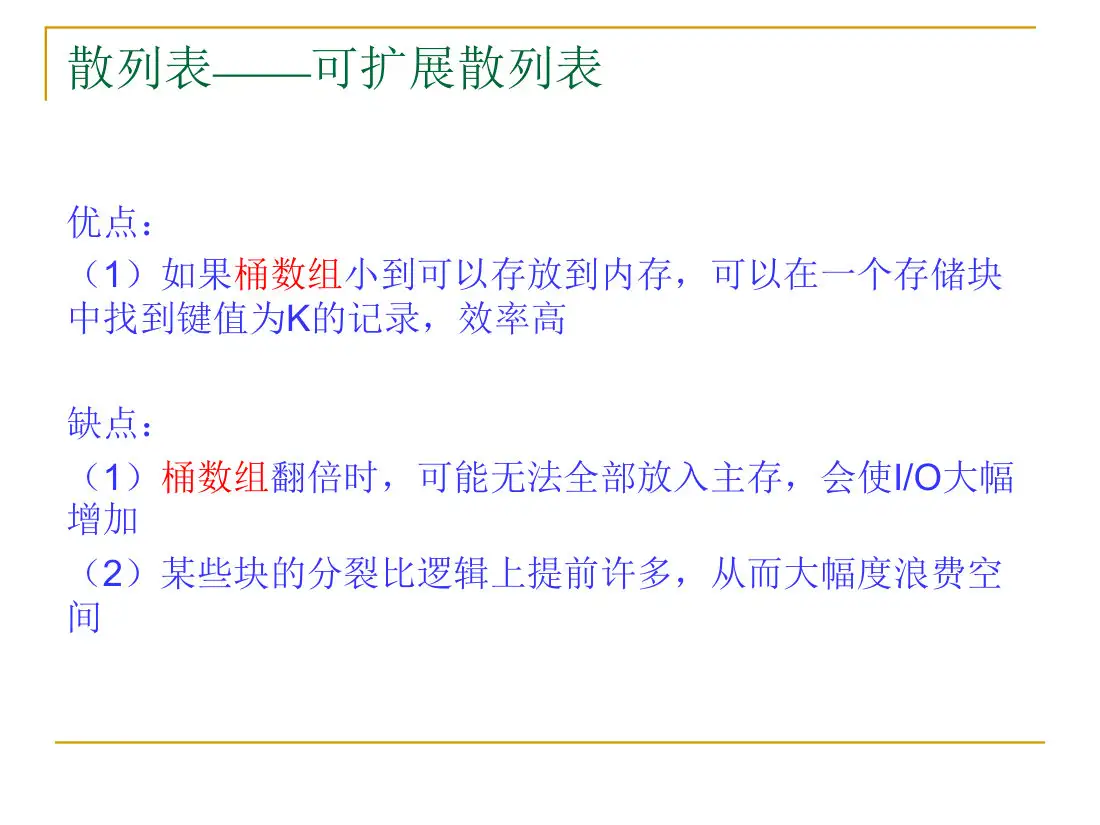 散列表——可扩展散列表
优点：
（1）如果桶数组小到可以存放到内存，可以在一个存储块
中找到键值为K的记录，效率高
缺点：
（1）桶数组翻倍时，可能无法全部放入主存，会使I/O大幅
增加
（2）某些块的分裂比逻辑上提前许多，从而大幅度浪费空
间